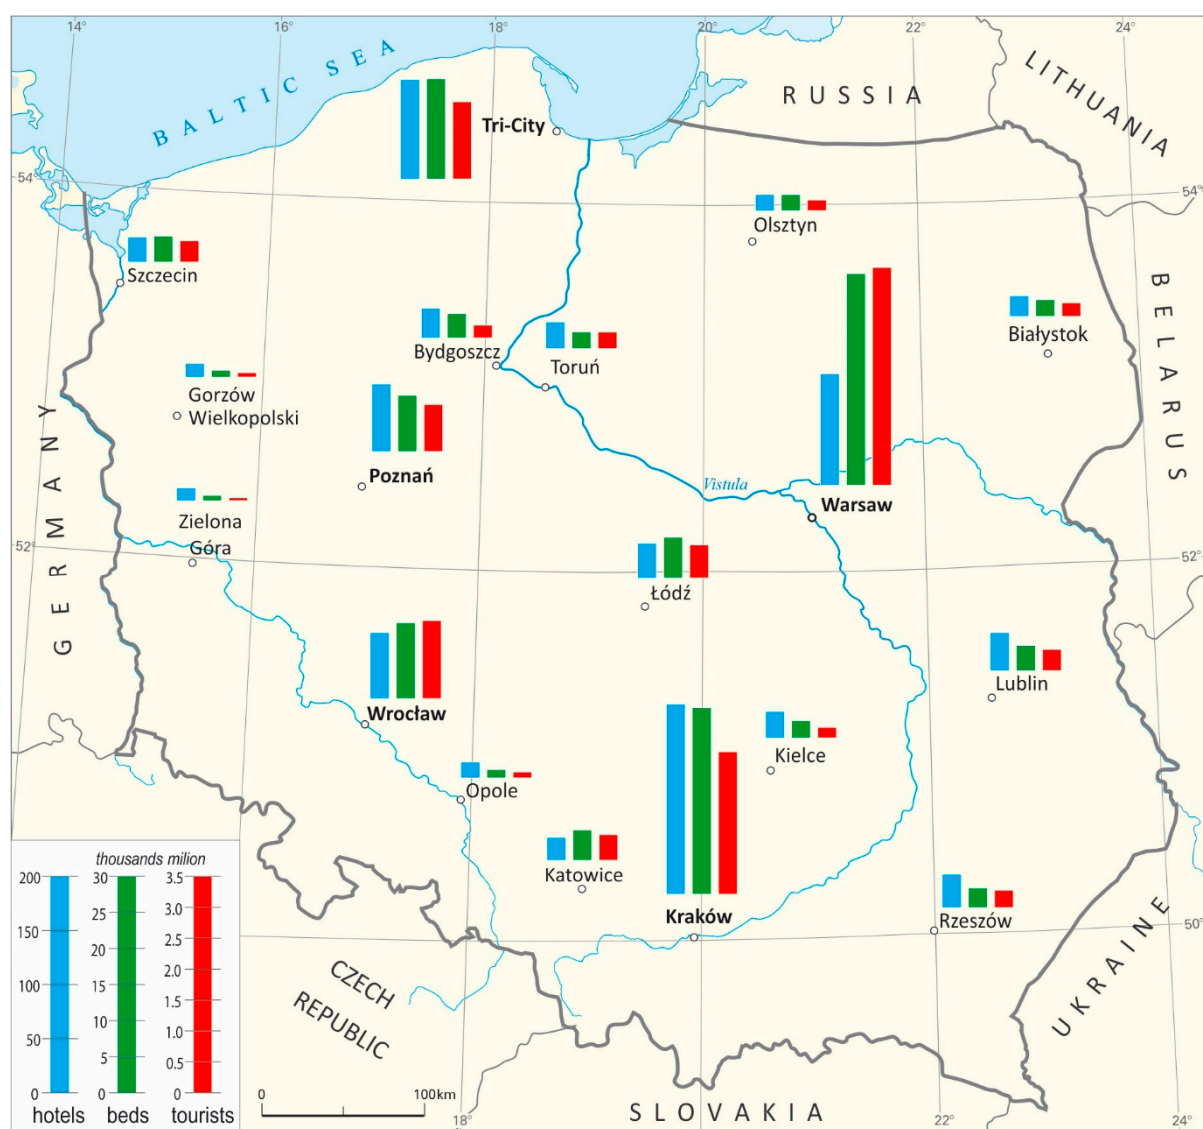 14°
16°
18°
20°
22°
24°
BALTIC SEA
RUSSIA
LITHUANIA
Tri-City
54°
54°
Olsztyn
Szczecin
BELARUS
Białystok
Bydgoszcz
Toruń
Gorzów
Wielkopolski
GERMANY
Poznań
Vistula
Warsaw
Zielona
Góra
52°
52°
Łódź
Lublin
Wrocław
Kielce
Opole
Katowice
Kraków
Rzeszów
50°
UKRAINE
CZECH
REPUBLIC
SLOVAKIA
thousands milion
200
150
100
50
0
30
25
20
15
10
5
0
3.5
3.0
2.5
2.0
1.5
1.0
0.5
0
hotels beds tourists
0 100km
18°
22°
24°